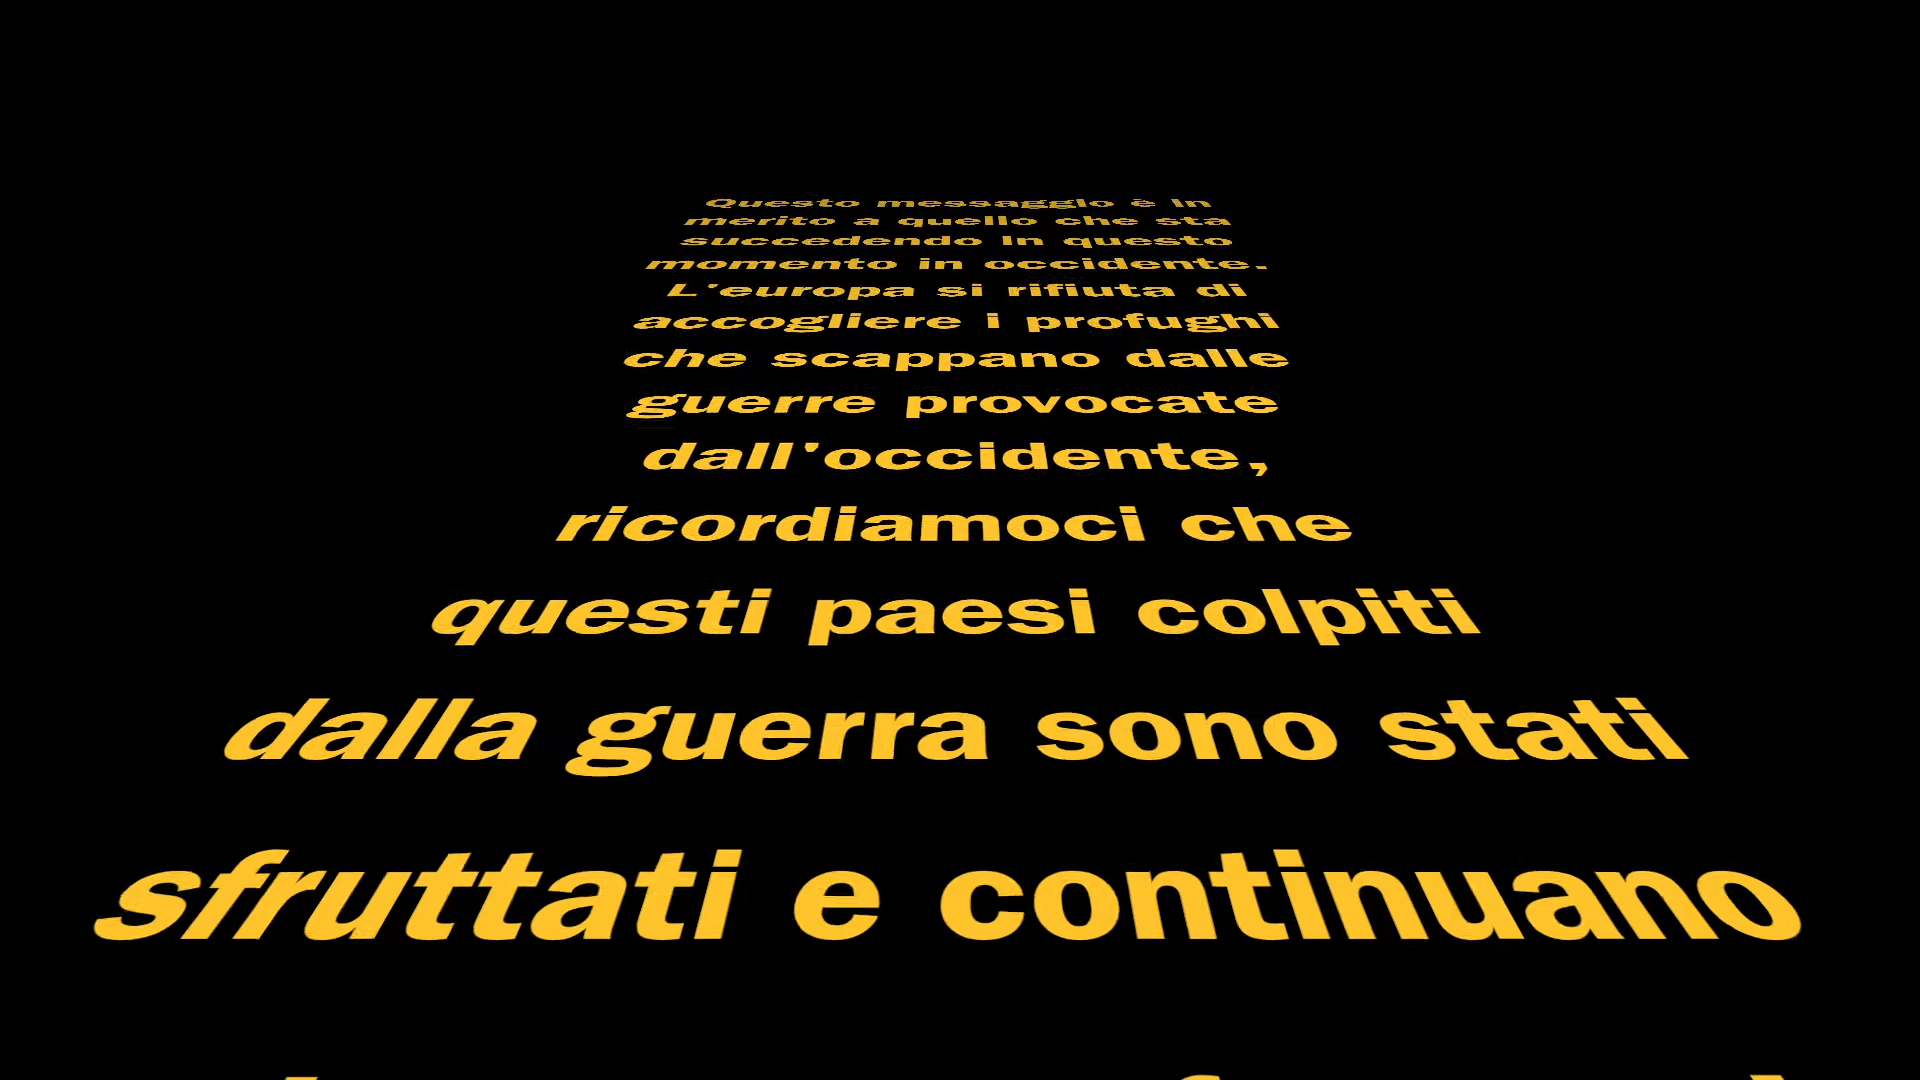 Questo messaggio è in
merito a quello che sta
succedendo in questo
momento in occidente.
L'europa si rifiuta di
accogliere i profughi
che scappano dalle
guerre provocate
dall'occidente,
ricordiamoci che
questi paesi colpiti
dalla guerra sono stati
sfruttati e continuano